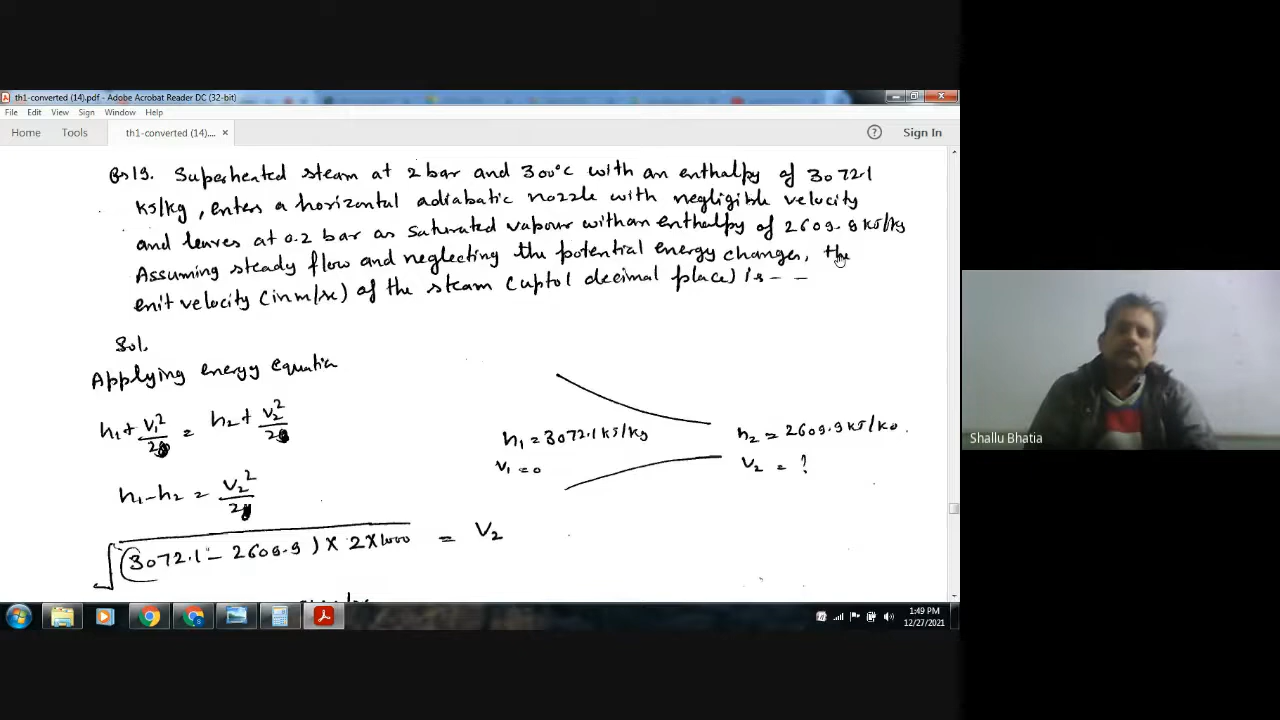 th1-converted (14).pdf - Adobe Acrobat Reader DC (32-bit)
File Edit View Sign Window Help
Home Tools th1-converted (14).... × ? Sign In
Qs 19. Superheated steam at 2 bar and 300°C with an enthalpy of 3072.1
KJ/kg, enters a horizontal adiabatic nozzle with negligible velocity
and leaves at 0.2 bar as saturated vapour with an enthalpy of 2609.9 KJ/kg
Assuming steady flow and neglecting the potential energy changes, the
exit velocity (in m/sec) of the steam (upto 1 decimal place) is - -
Sol.
Applying energy equation
h1 + V1²/2 = h2 + V2²/2
h1 = 3072.1 KJ/kg
V1 = 0
h2 = 2609.9 KJ/kg
V2 = ?
h1 - h2 = V2²/2
√(3072.1 - 2609.9) × 2 × 1000 = V2
Shallu Bhatia
1:49 PM
12/27/2021